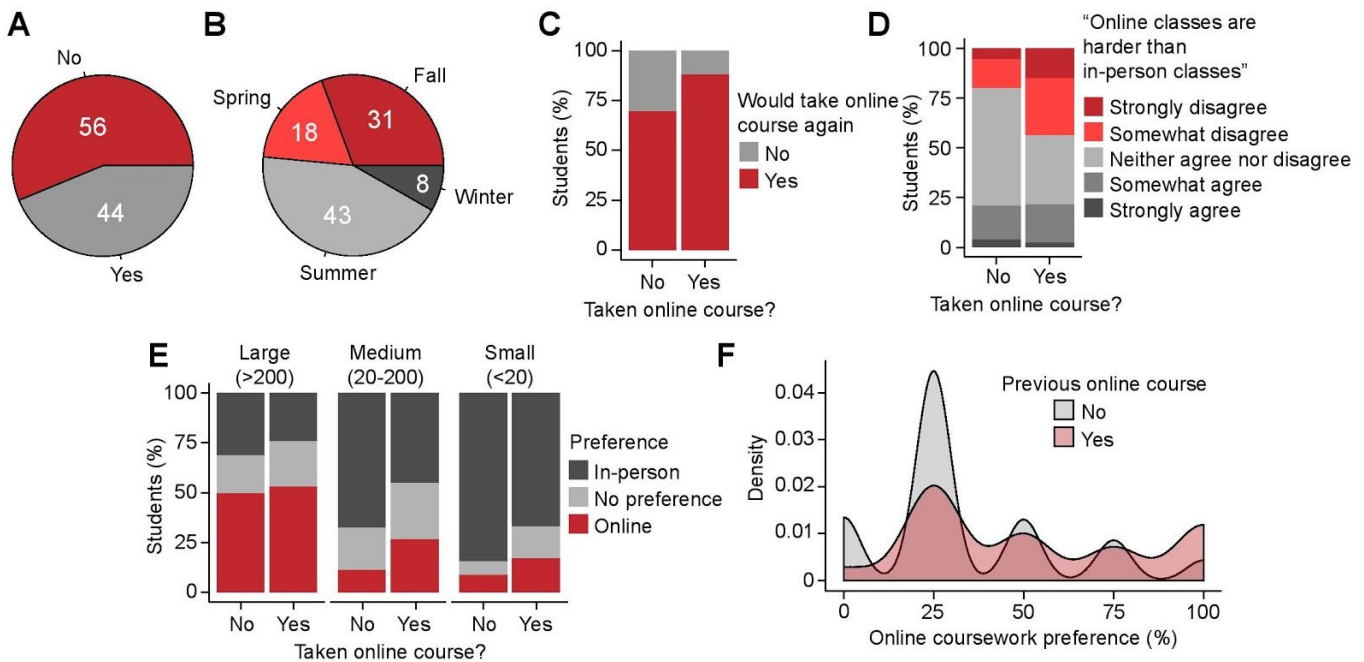 A
No
56
44
Yes
B
Spring
Fall
18
31
8
Winter
43
Summer
C
Students (%)
100
75
50
25
0
No
Yes
Taken online course?
Would take online
course again
No
Yes
D
Students (%)
100
75
50
25
0
No
Yes
Taken online course?
“Online classes are
harder than
in-person classes”
Strongly disagree
Somewhat disagree
Neither agree nor disagree
Somewhat agree
Strongly agree
E
Large
(>200)
Medium
(20-200)
Small
(<20)
Students (%)
100
75
50
25
0
No
Yes
No
Yes
No
Yes
Taken online course?
Preference
In-person
No preference
Online
F
Density
0.04
0.03
0.02
0.01
0
0
25
50
75
100
Online coursework preference (%)
Previous online course
No
Yes